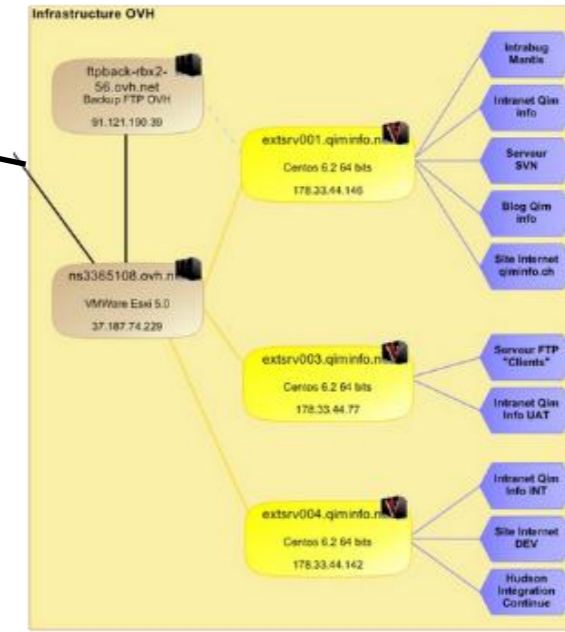 Infrastructure OVH
ftpback-rbx2-
56.ovh.net
Backup FTP OVH
91.121.190.39
ns3365108.ovh.n
VMWare Esxi 5.0
37.187.74.229
extsrv001.qiminfo.n
Centos 6.2 64 bits
178.33.44.146
extsrv003.qiminfo.n
Centos 6.2 64 bits
178.33.44.77
extsrv004.qiminfo.n
Centos 6.2 64 bits
178.33.44.142
Intrabug
Mantis
Intranet Qim
info
Serveur
SVN
Blog Qim
info
Site Internet
qiminfo.ch
Serveur FTP
"Clients"
Intranet Qim
Info UAT
Intranet Qim
Info INT
Site Internet
DEV
Hudson
Intégration
Continue